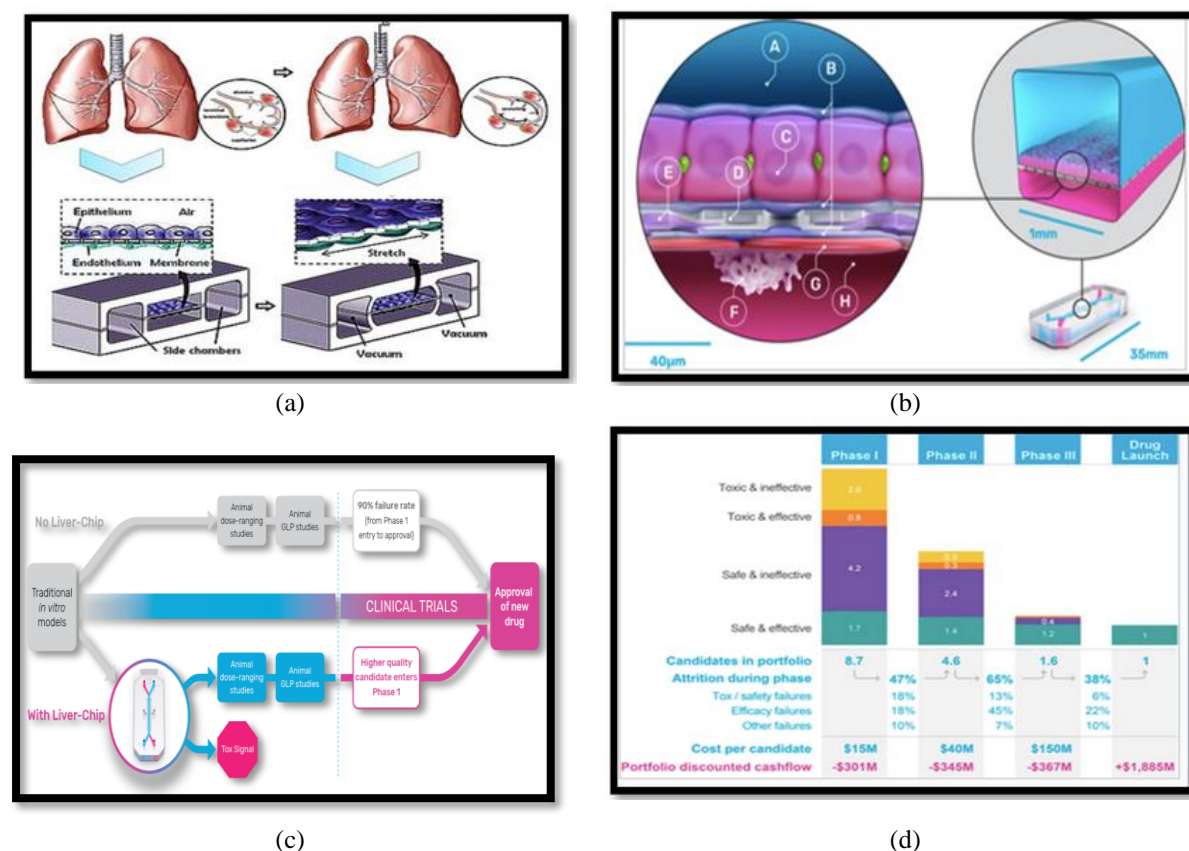 Epithelium
Air
Endothelium
Membrane
Stretch
Side chambers
Vacuum
Vacuum
(a)
A
B
C
E
D
G
H
F
1mm
40µm
35mm
(b)
No Liver-Chip
Traditional
in vitro
models
Animal
dose-ranging
studies
Animal
GLP studies
90% failure rate
(from Phase 1
entry to approval)
CLINICAL TRIALS
Approval
of new
drug
With Liver-Chip
Animal
dose-ranging
studies
Animal
GLP studies
Higher quality
candidate enters
Phase 1
Tox Signal
(c)
Phase I Phase II Phase III Drug Launch
Toxic & ineffective
Toxic & effective
Safe & ineffective
4.2 2.4 0.4
Safe & effective
1.7 1.4 1.2 1
Candidates in portfolio 8.7 4.6 1.6 1
Attrition during phase 47% 65% 38%
Tox / safety failures 18% 13% 6%
Efficacy failures 18% 45% 22%
Other failures 10% 7% 10%
Cost per candidate $15M $40M $150M
Portfolio discounted cashflow -$301M -$345M -$367M +$1,885M
(d)